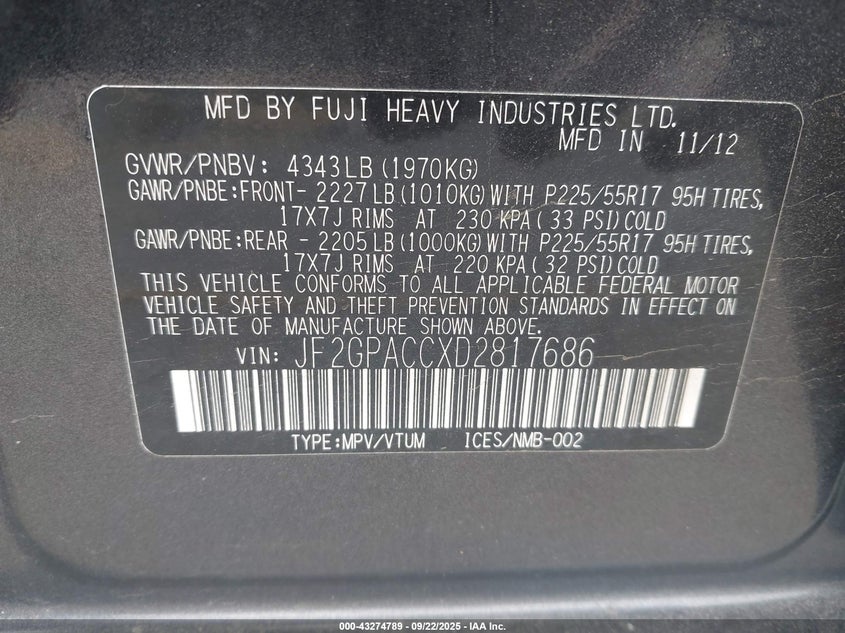 MFD BY FUJI HEAVY INDUSTRIES LTD.
MFD IN 11/12
GVWR/PNBV: 4343LB (1970KG)
GAWR/PNBE:FRONT- 2227LB (1010KG) WITH P225/55R17 95H TIRES,
17X7J RIMS AT 230 KPA ( 33 PSI) COLD
GAWR/PNBE:REAR - 2205LB (1000KG) WITH P225/55R17 95H TIRES,
17X7J RIMS AT 220 KPA ( 32 PSI) COLD
THIS VEHICLE CONFORMS TO ALL APPLICABLE FEDERAL MOTOR
VEHICLE SAFETY AND THEFT PREVENTION STANDARDS IN EFFECT ON
THE DATE OF MANUFACTURE SHOWN ABOVE.
VIN: JF2GPACCXD2817686
TYPE:MPV/VTUM ICES/NMB-002
000-43274789 - 09/22/2025 - IAA Inc.